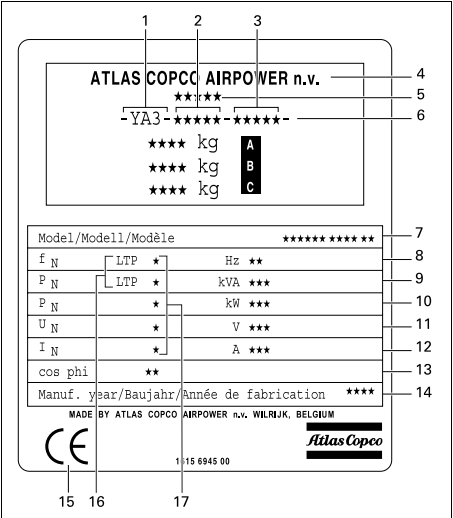 1 2 3
ATLAS COPCO AIRPOWER n.v. 4
★★★★★ 5
-YA3-★★★★★-★★★★★- 6
★★★★ kg A
★★★★ kg B
★★★★ kg C
Model/Modell/Modèle ★★★★★★ ★★★★ ★★ 7
f N LTP ★ Hz ★★ 8
P N LTP ★ kVA ★★★ 9
P N ★ kW ★★★ 10
U N ★ V ★★★ 11
I N ★ A ★★★ 12
cos phi ★★ 13
Manuf. year/Baujahr/Année de fabrication ★★★★ 14
MADE BY ATLAS COPCO AIRPOWER n.v. WILRIJK, BELGIUM
CE Atlas Copco
1615 6945 00
15 16 17